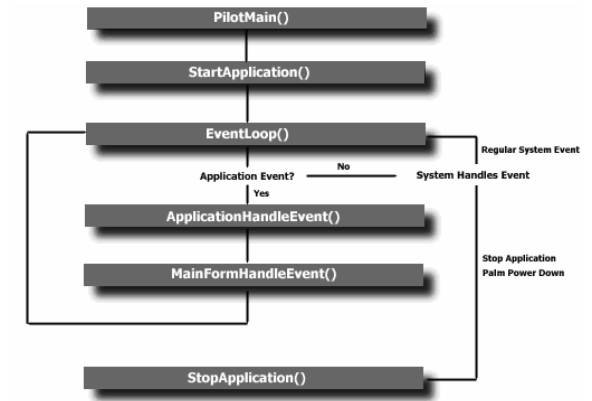 PilotMain()
StartApplication()
EventLoop()
Regular System Event
Application Event?
No
System Handles Event
Yes
ApplicationHandleEvent()
Stop Application
Palm Power Down
MainFormHandleEvent()
StopApplication()